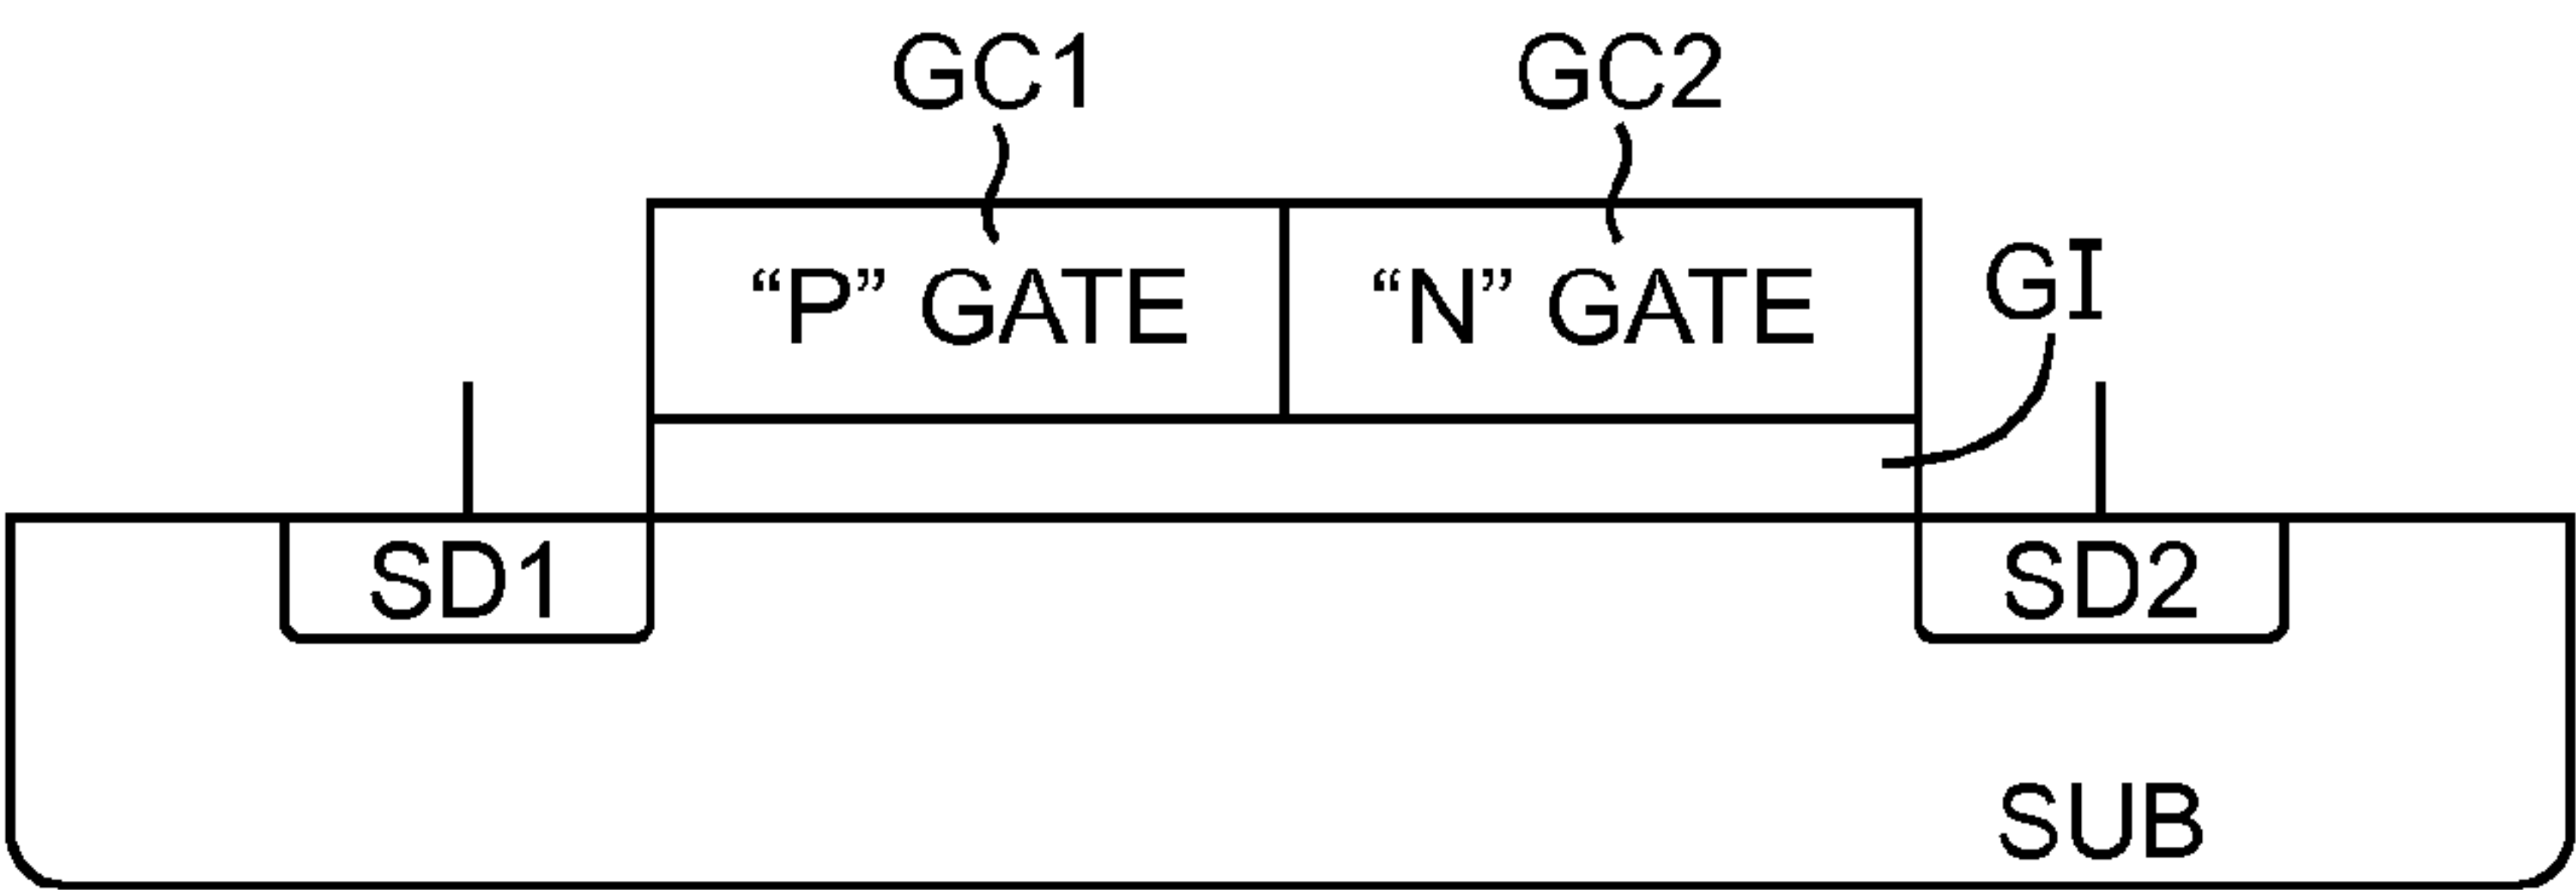 GC1 GC2
“P” GATE “N” GATE GI
SD1 SD2
SUB